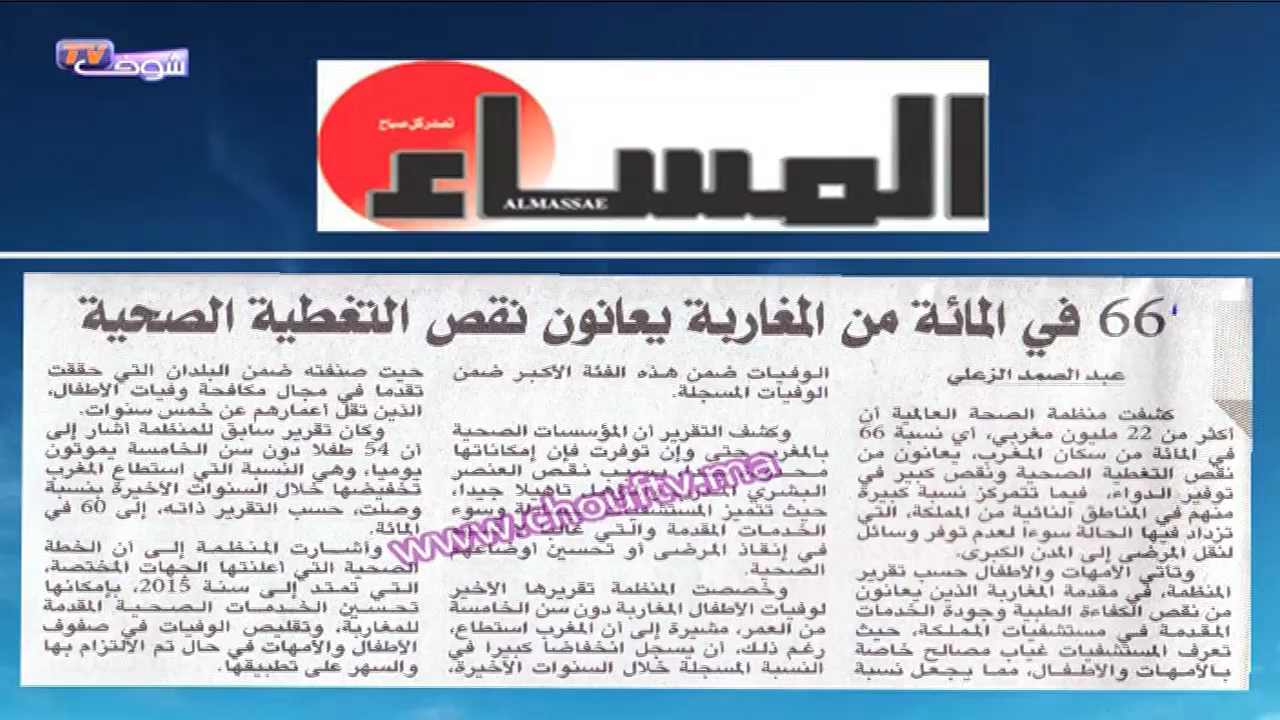 TV شوف
تصدر كل صباح
المساء
ALMASSAE
66 في المائة من المغاربة يعانون نقص التغطية الصحية
عبد الصمد الزعلي
كشفت منظمة الصحة العالمية أن
أكثر من 22 مليون مغربي، أي نسبة 66
في المائة من سكان المغرب، يعانون من
نقص التغطية الصحية ونقص كبير في
توفير الدواء، فيما تتمركز نسبة كبيرة
منهم في المناطق النائية من المملكة، التي
تزداد فيها الحالة سوءا لعدم توفر وسائل
لنقل المرضى إلى المدن الكبرى.
وتأتي الأمهات والأطفال حسب تقرير
المنظمة، في مقدمة المغاربة الذين يعانون
من نقص الكفاءة الطبية وجودة الخدمات
المقدمة في مستشفيات المملكة، حيث
تعرف المستشفيات غياب مصالح خاصة
بالأمهات والأطفال، مما يجعل نسبة
الوفيات ضمن هذه الفئة الأكبر ضمن
الوفيات المسجلة.
وكشف التقرير أن المؤسسات الصحية
بالمغرب حتى وإن توفرت فإن إمكاناتها
بسبب نقص العنصر
البشري تأهيلا جيدا،
حيث تتميز وسوء
الخدمات المقدمة والتي
في إنقاذ المرضى أو تحسين أوضاعهم
الصحية.
وخصصت المنظمة تقريرها الأخير
لوفيات الأطفال المغاربة دون سن الخامسة
من العمر، مشيرة إلى أن المغرب استطاع،
رغم ذلك، أن يسجل انخفاضا كبيرا في
النسبة المسجلة خلال السنوات الأخيرة،
حيث صنفته ضمن البلدان التي حققت
تقدما في مجال مكافحة وفيات الأطفال،
الذين تقل أعمارهم عن خمس سنوات.
وكان تقرير سابق للمنظمة أشار إلى
أن 54 طفلا دون سن الخامسة يموتون
يوميا، وهي النسبة التي استطاع المغرب
تخفيضها خلال السنوات الأخيرة بنسبة
وصلت، حسب التقرير ذاته، إلى 60 في
المائة.
وأشارت المنظمة إلى أن الخطة
الصحية التي أعلنتها الجهات المختصة،
التي تمتد إلى سنة 2015، بإمكانها
تحسين الخدمات الصحية المقدمة
للمغاربة، وتقليص الوفيات في صفوف
الأطفال والأمهات في حال تم الالتزام بها
والسهر على تطبيقها.
www.chouftv.ma